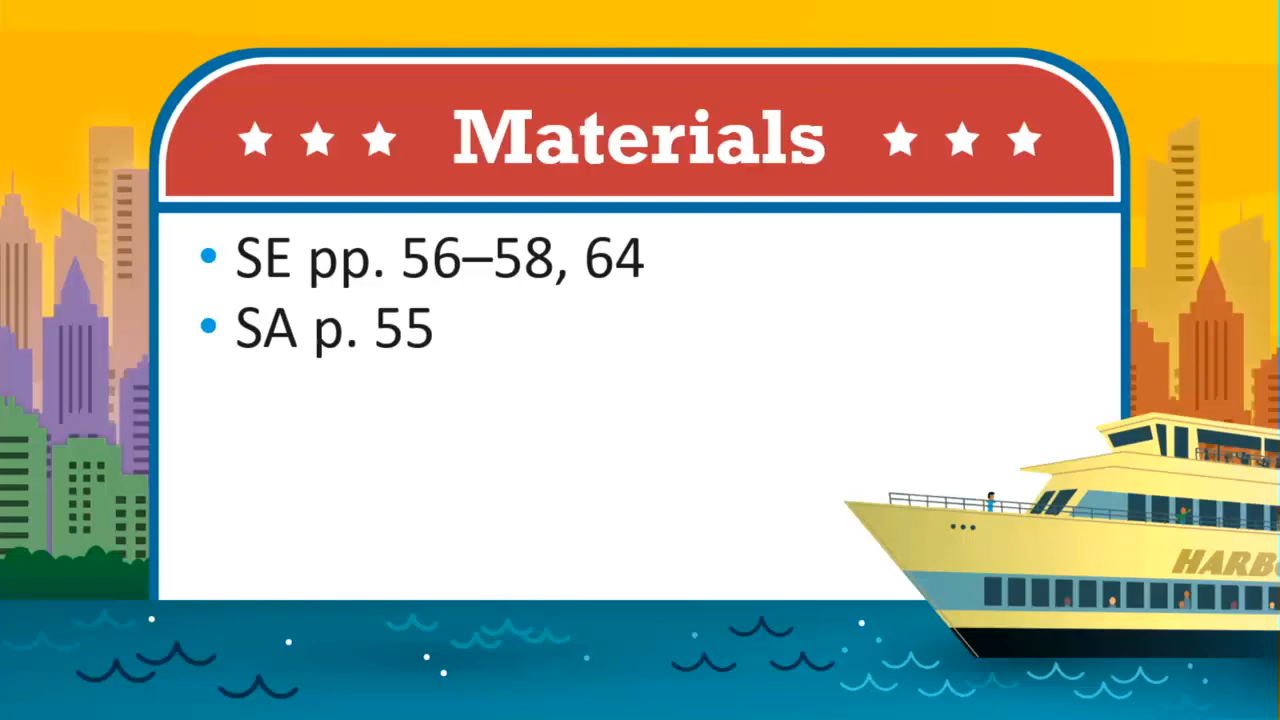 Materials
• SE pp. 56–58, 64
• SA p. 55